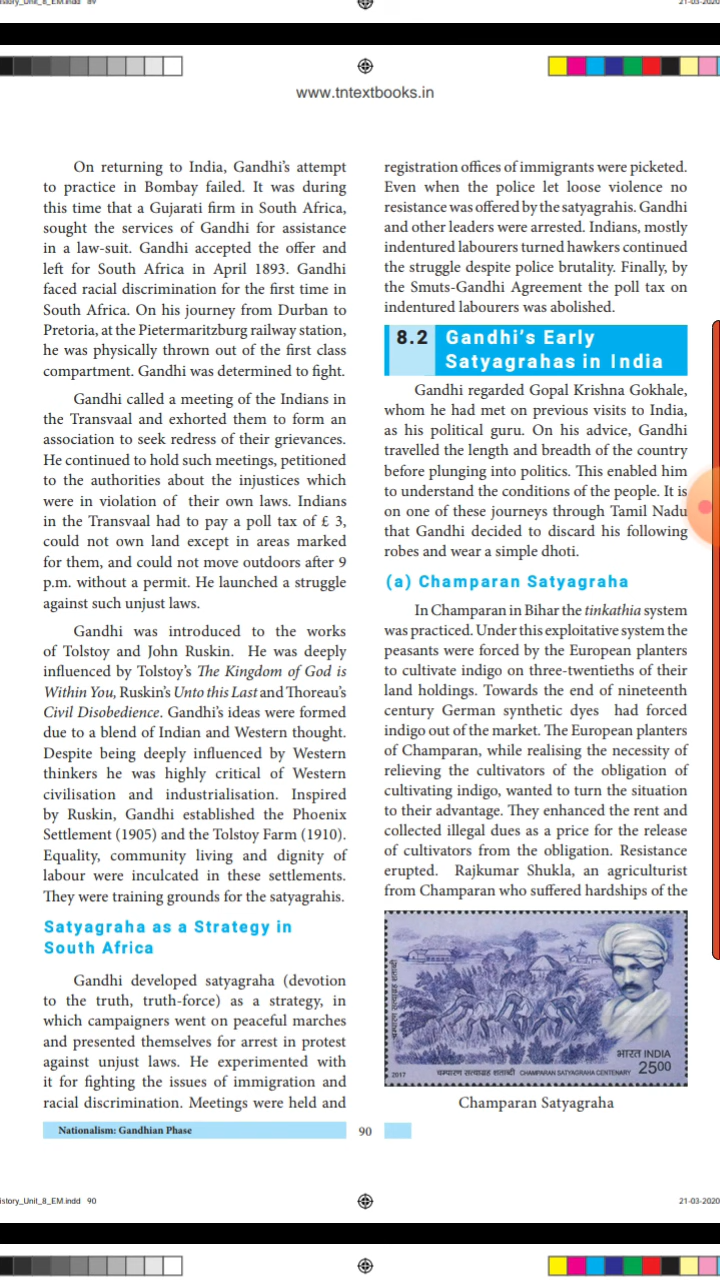 21-03-2020
www.tntextbooks.in
On returning to India, Gandhi's attempt
to practice in Bombay failed. It was during
this time that a Gujarati firm in South Africa,
sought the services of Gandhi for assistance
in a law-suit. Gandhi accepted the offer and
left for South Africa in April 1893. Gandhi
faced racial discrimination for the first time in
South Africa. On his journey from Durban to
Pretoria, at the Pietermaritzburg railway station,
he was physically thrown out of the first class
compartment. Gandhi was determined to fight.
Gandhi called a meeting of the Indians in
the Transvaal and exhorted them to form an
association to seek redress of their grievances.
He continued to hold such meetings, petitioned
to the authorities about the injustices which
were in violation of their own laws. Indians
in the Transvaal had to pay a poll tax of £ 3,
could not own land except in areas marked
for them, and could not move outdoors after 9
p.m. without a permit. He launched a struggle
against such unjust laws.
Gandhi was introduced to the works
of Tolstoy and John Ruskin. He was deeply
influenced by Tolstoy's The Kingdom of God is
Within You, Ruskin's Unto this Last and Thoreau's
Civil Disobedience. Gandhi's ideas were formed
due to a blend of Indian and Western thought.
Despite being deeply influenced by Western
thinkers he was highly critical of Western
civilisation and industrialisation. Inspired
by Ruskin, Gandhi established the Phoenix
Settlement (1905) and the Tolstoy Farm (1910).
Equality, community living and dignity of
labour were inculcated in these settlements.
They were training grounds for the satyagrahis.
Satyagraha as a Strategy in
South Africa
Gandhi developed satyagraha (devotion
to the truth, truth-force) as a strategy, in
which campaigners went on peaceful marches
and presented themselves for arrest in protest
against unjust laws. He experimented with
it for fighting the issues of immigration and
racial discrimination. Meetings were held and
registration offices of immigrants were picketed.
Even when the police let loose violence no
resistance was offered by the satyagrahis. Gandhi
and other leaders were arrested. Indians, mostly
indentured labourers turned hawkers continued
the struggle despite police brutality. Finally, by
the Smuts-Gandhi Agreement the poll tax on
indentured labourers was abolished.
8.2 Gandhi's Early
Satyagrahas in India
Gandhi regarded Gopal Krishna Gokhale,
whom he had met on previous visits to India,
as his political guru. On his advice, Gandhi
travelled the length and breadth of the country
before plunging into politics. This enabled him
to understand the conditions of the people. It is
on one of these journeys through Tamil Nadu
that Gandhi decided to discard his following
robes and wear a simple dhoti.
(a) Champaran Satyagraha
In Champaran in Bihar the tinkathia system
was practiced. Under this exploitative system the
peasants were forced by the European planters
to cultivate indigo on three-twentieths of their
land holdings. Towards the end of nineteenth
century German synthetic dyes had forced
indigo out of the market. The European planters
of Champaran, while realising the necessity of
relieving the cultivators of the obligation of
cultivating indigo, wanted to turn the situation
to their advantage. They enhanced the rent and
collected illegal dues as a price for the release
of cultivators from the obligation. Resistance
erupted. Rajkumar Shukla, an agriculturist
from Champaran who suffered hardships of the
चम्पारण सत्याग्रह शताब्दी
भारत INDIA
2017 चम्पारण सत्याग्रह शताब्दी CHAMPARAN SATYAGRAHA CENTENARY 2500
Champaran Satyagraha
Nationalism: Gandhian Phase 90
istory_Unit_8_EM.indd 90 21-03-2020